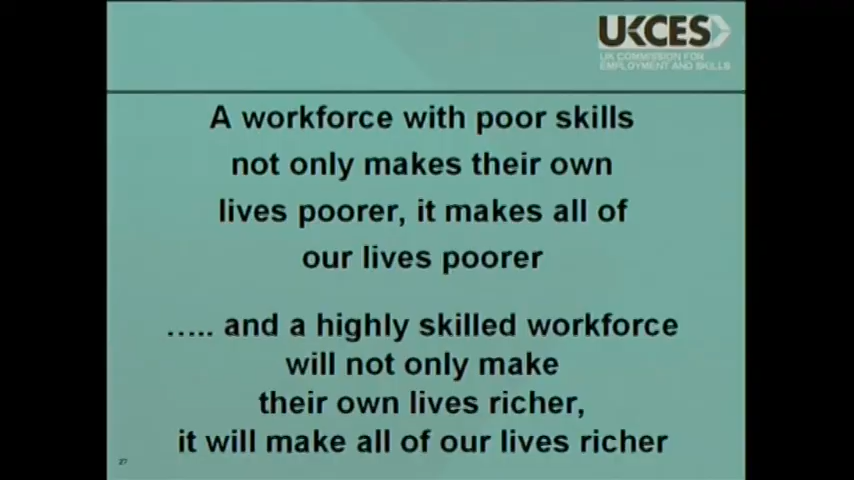 UKCES
UK COMMISSION FOR
EMPLOYMENT AND SKILLS
A workforce with poor skills
not only makes their own
lives poorer, it makes all of
our lives poorer
….. and a highly skilled workforce
will not only make
their own lives richer,
it will make all of our lives richer
27